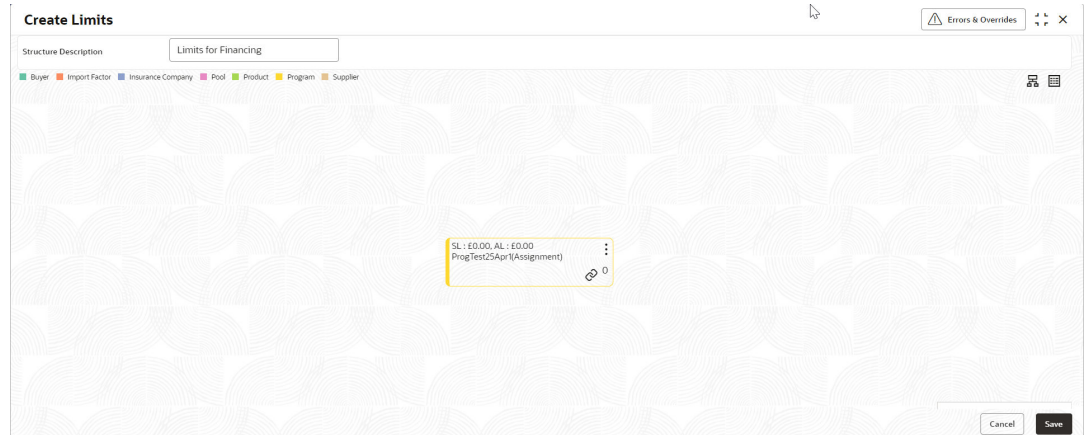 Create Limits
Errors & Overrides
Structure Description
Limits for Financing
Buyer Import Factor Insurance Company Pool Product Program Supplier
SL : £0.00, AL : £0.00
ProgTest25Apr1(Assignment)
0
Cancel
Save